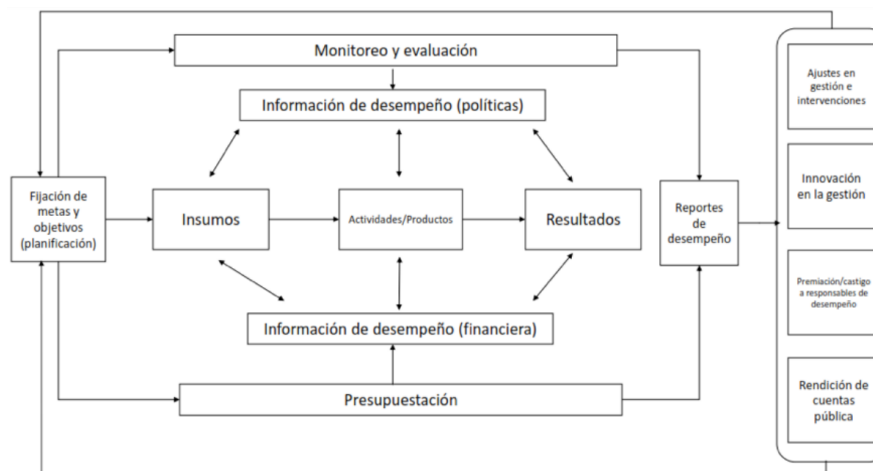 Monitoreo y evaluación
Información de desempeño (políticas)
Fijación de
metas y
objetivos
(planificación)
Insumos
Actividades/Productos
Resultados
Reportes
de
desempeño
Información de desempeño (financiera)
Presupuestación
Ajustes en
gestión e
intervenciones
Innovación
en la gestión
Premiación/castigo
a responsables de
desempeño
Rendición de
cuentas
pública